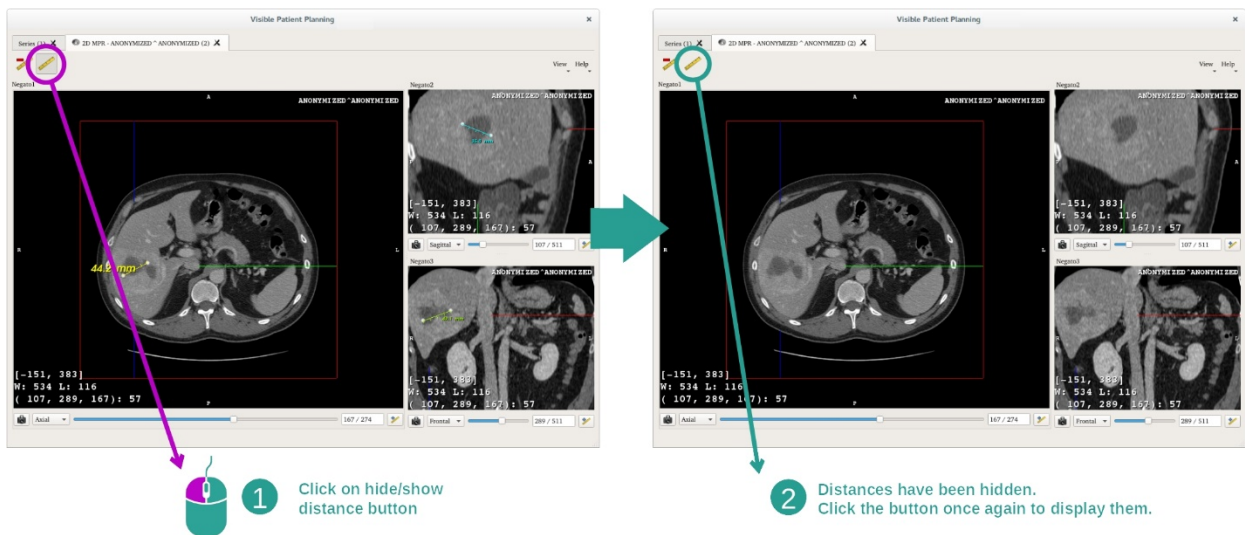 Visible Patient Planning
Series (1)
2D MPR - ANONYMIZED ^ ANONYMIZED (2)
View Help
Negato1
A
ANONYMIZED^ANONYMIZED
R
L
44.2 mm
[-151, 383]
W: 534 L: 116
( 107, 289, 167): 57
P
Axial
167 / 274
Negato2
ANONYMIZED^ANONYMIZED
A
[-151, 383]
W: 534 L: 116
( 107, 289, 167): 57
Sagittal
107 / 511
Negato3
ANONYMIZED^ANONYMIZED
R
L
[-151, 383]
W: 534 L: 116
( 107, 289, 167): 57
Frontal
289 / 511
Visible Patient Planning
Series (1)
2D MPR - ANONYMIZED ^ ANONYMIZED (2)
View Help
Negato1
A
ANONYMIZED^ANONYMIZED
R
L
[-151, 383]
W: 534 L: 116
( 107, 289, 167): 57
P
Axial
167 / 274
Negato2
ANONYMIZED^ANONYMIZED
A
[-151, 383]
W: 534 L: 116
( 107, 289, 167): 57
Sagittal
107 / 511
Negato3
ANONYMIZED^ANONYMIZED
R
L
[-151, 383]
W: 534 L: 116
( 107, 289, 167): 57
Frontal
289 / 511
1
Click on hide/show
distance button
2
Distances have been hidden.
Click the button once again to display them.